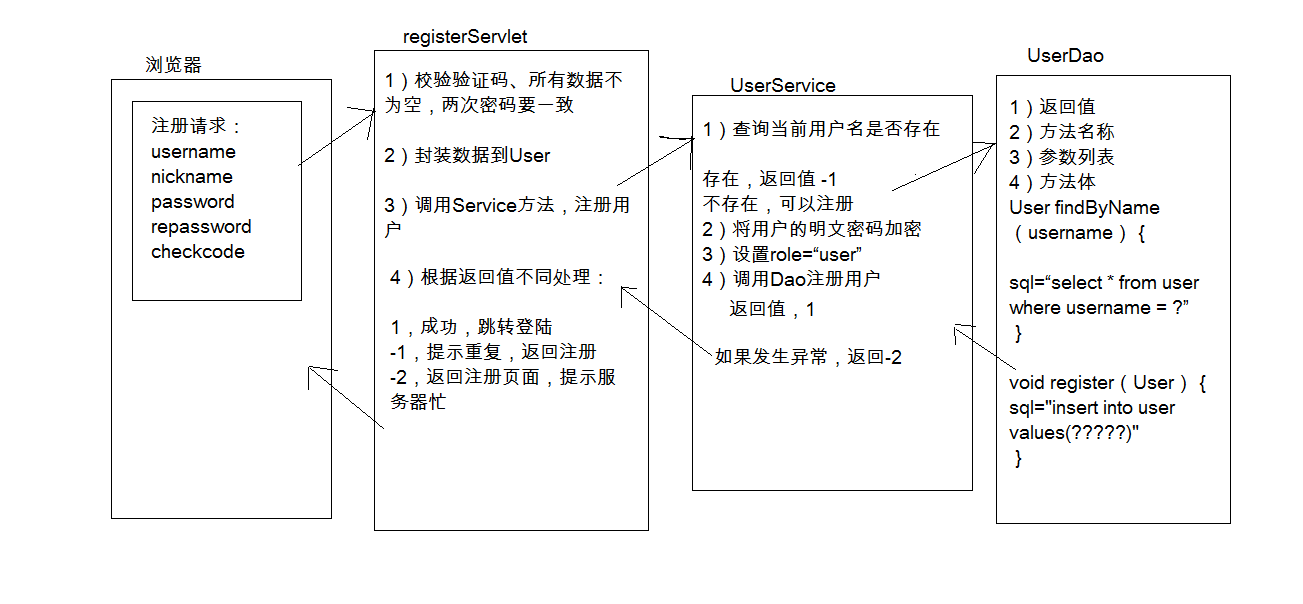 浏览器
注册请求：
username
nickname
password
repassword
checkcode
registerServlet
1）校验验证码、所有数据不
为空，两次密码要一致
2）封装数据到User
3）调用Service方法，注册用
户
4）根据返回值不同处理：
1，成功，跳转登陆
-1，提示重复，返回注册
-2，返回注册页面，提示服
务器忙
UserService
1）查询当前用户名是否存在
存在，返回值 -1
不存在，可以注册
2）将用户的明文密码加密
3）设置role=“user”
4）调用Dao注册用户
返回值，1
如果发生异常，返回-2
UserDao
1）返回值
2）方法名称
3）参数列表
4）方法体
User findByName
（username）{
sql=“select * from user
where username = ?”
}
void register（User）{
sql="insert into user
values(?????)"
}